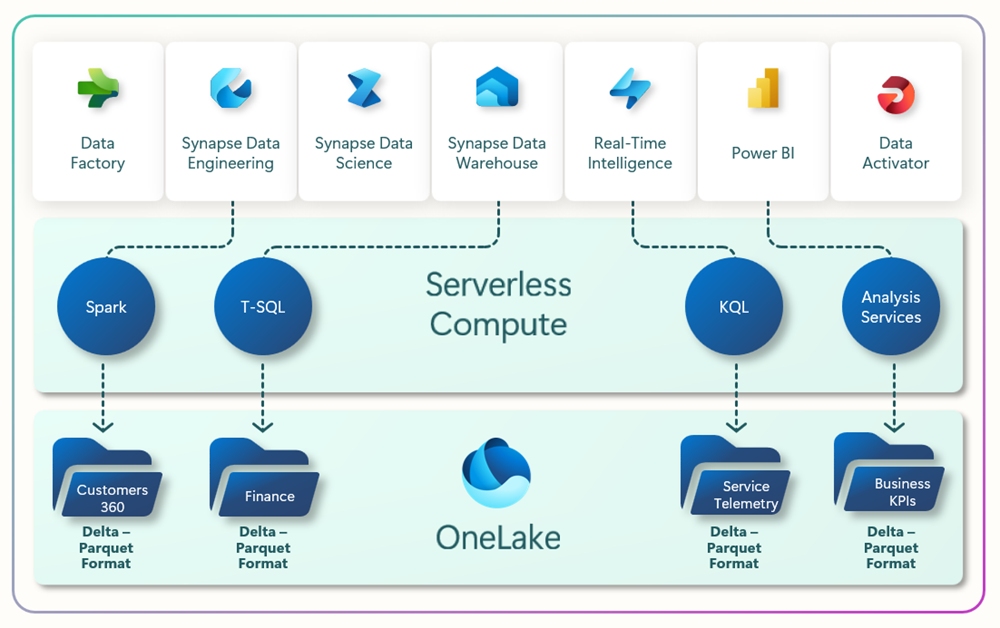 Data
Factory
Synapse Data
Engineering
Synapse Data
Science
Synapse Data
Warehouse
Real-Time
Intelligence
Power BI
Data
Activator
Serverless
Compute
Spark
T-SQL
KQL
Analysis
Services
Customers
360
Delta –
Parquet
Format
Finance
Delta –
Parquet
Format
OneLake
Service
Telemetry
Delta –
Parquet
Format
Business
KPIs
Delta –
Parquet
Format